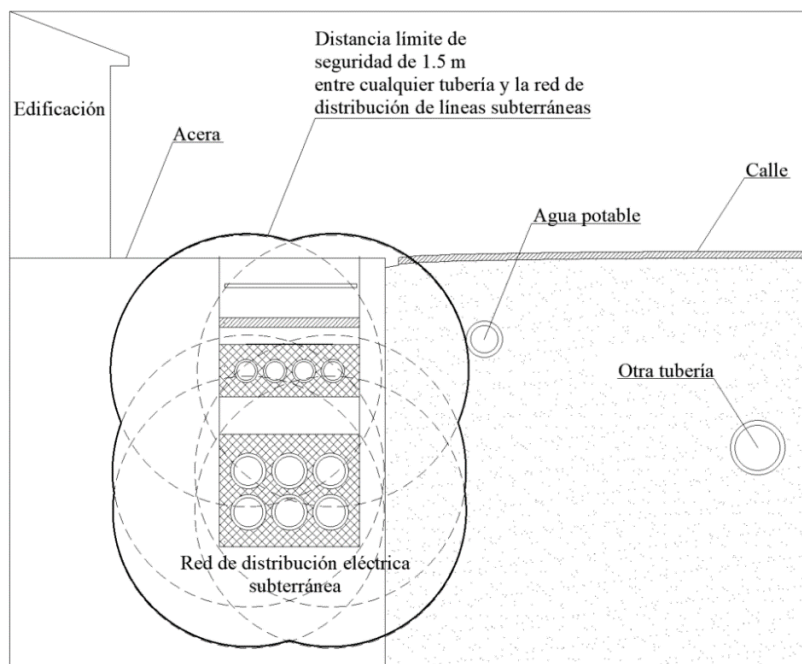 Distancia límite de
seguridad de 1.5 m
entre cualquier tubería y la red de
distribución de líneas subterráneas
Edificación
Acera
Calle
Agua potable
Otra tubería
Red de distribución eléctrica
subterránea